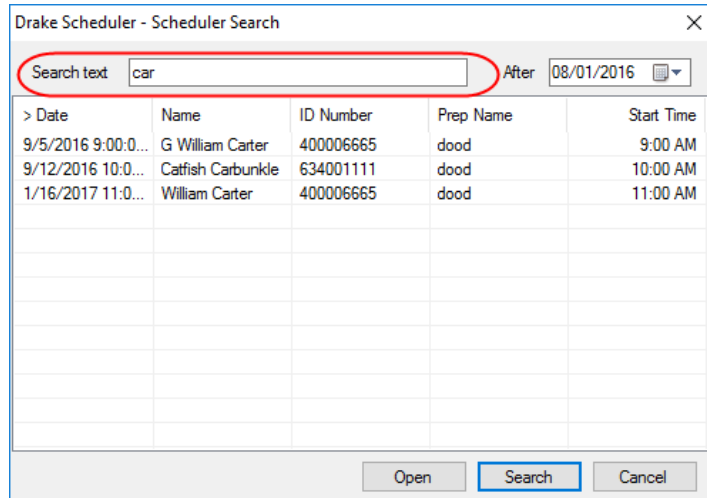 Drake Scheduler - Scheduler Search
Search text car After 08/01/2016
> Date Name ID Number Prep Name Start Time
9/5/2016 9:00:0... G William Carter 400006665 dood 9:00 AM
9/12/2016 10:0... Catfish Carbunkle 634001111 dood 10:00 AM
1/16/2017 11:0... William Carter 400006665 dood 11:00 AM
Open Search Cancel